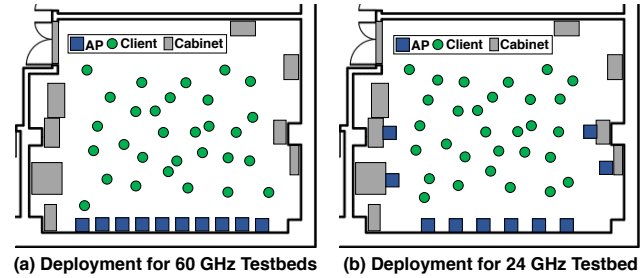 AP Client Cabinet
AP Client Cabinet
(a) Deployment for 60 GHz Testbeds
(b) Deployment for 24 GHz Testbed